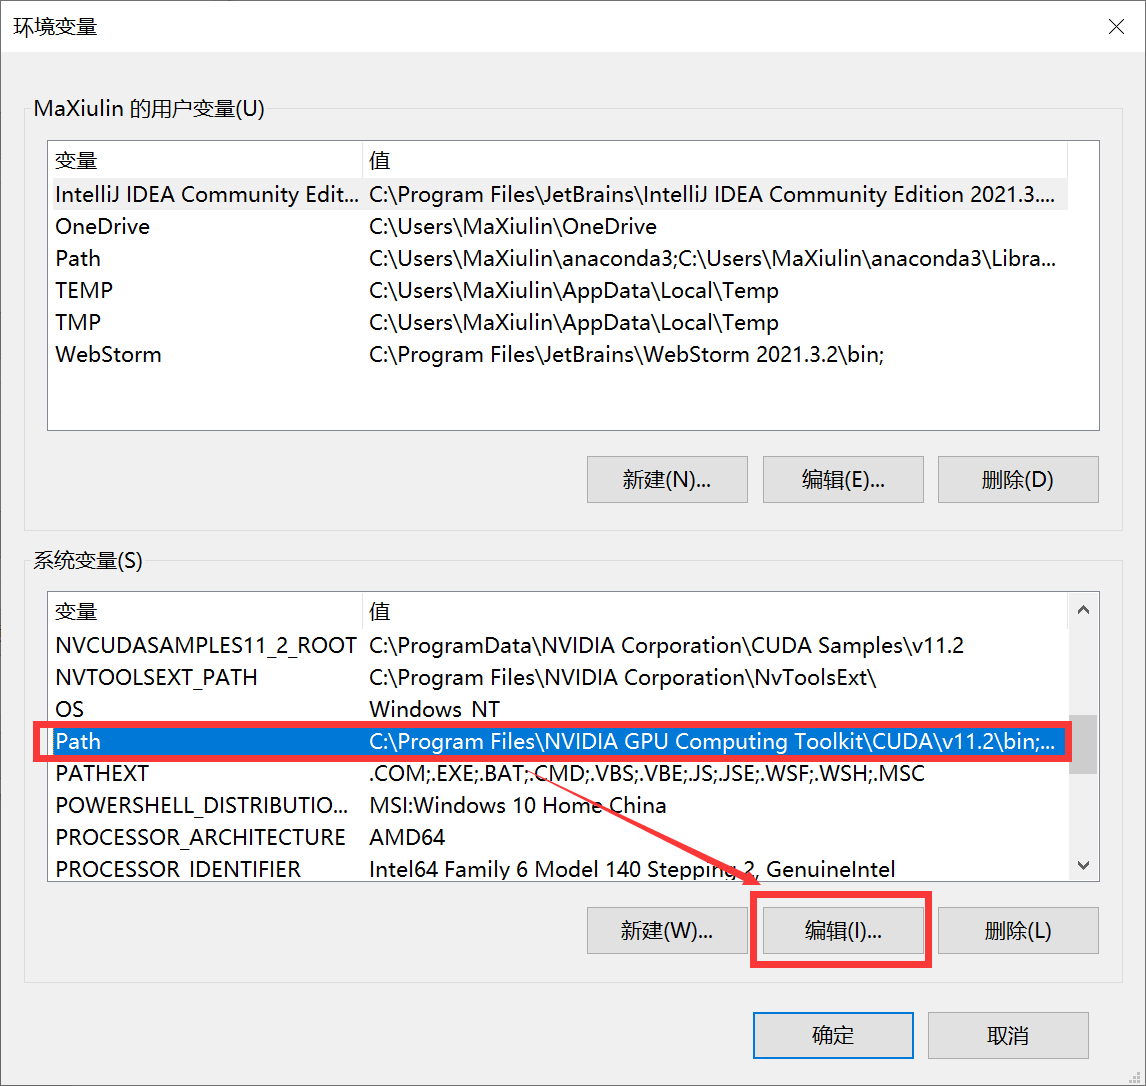 环境变量
MaXiulin 的用户变量(U)
变量 值
IntelliJ IDEA Community Edit... C:\Program Files\JetBrains\IntelliJ IDEA Community Edition 2021.3....
OneDrive C:\Users\MaXiulin\OneDrive
Path C:\Users\MaXiulin\anaconda3;C:\Users\MaXiulin\anaconda3\Libra...
TEMP C:\Users\MaXiulin\AppData\Local\Temp
TMP C:\Users\MaXiulin\AppData\Local\Temp
WebStorm C:\Program Files\JetBrains\WebStorm 2021.3.2\bin;
新建(N)... 编辑(E)... 删除(D)
系统变量(S)
变量 值
NVCUDASAMPLES11_2_ROOT C:\ProgramData\NVIDIA Corporation\CUDA Samples\v11.2
NVTOOLSEXT_PATH C:\Program Files\NVIDIA Corporation\NvToolsExt\
OS Windows_NT
Path C:\Program Files\NVIDIA GPU Computing Toolkit\CUDA\v11.2\bin;...
PATHEXT .COM;.EXE;.BAT;.CMD;.VBS;.VBE;.JS;.JSE;.WSF;.WSH;.MSC
POWERSHELL_DISTRIBUTIO... MSI:Windows 10 Home China
PROCESSOR_ARCHITECTURE AMD64
PROCESSOR_IDENTIFIER Intel64 Family 6 Model 140 Stepping 2, GenuineIntel
新建(W)... 编辑(I)... 删除(L)
确定 取消